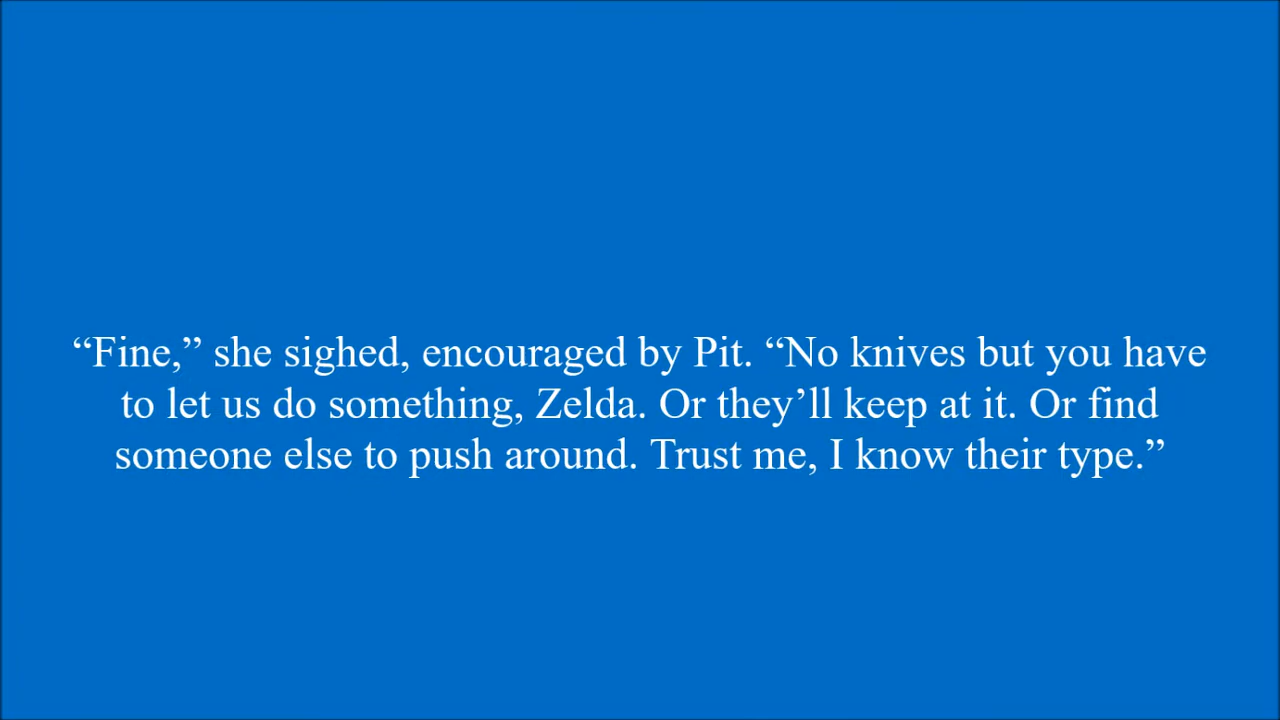 “Fine,” she sighed, encouraged by Pit. “No knives but you have
to let us do something, Zelda. Or they’ll keep at it. Or find
someone else to push around. Trust me, I know their type.”